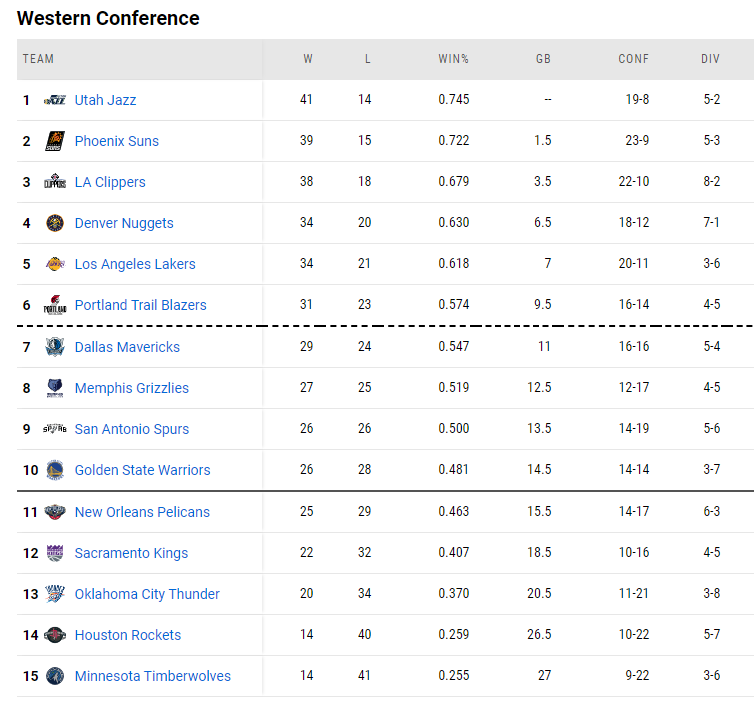 Western Conference
TEAM W L WIN% GB CONF DIV
1 Utah Jazz 41 14 0.745 -- 19-8 5-2
2 Phoenix Suns 39 15 0.722 1.5 23-9 5-3
3 LA Clippers 38 18 0.679 3.5 22-10 8-2
4 Denver Nuggets 34 20 0.630 6.5 18-12 7-1
5 Los Angeles Lakers 34 21 0.618 7 20-11 3-6
6 Portland Trail Blazers 31 23 0.574 9.5 16-14 4-5
7 Dallas Mavericks 29 24 0.547 11 16-16 5-4
8 Memphis Grizzlies 27 25 0.519 12.5 12-17 4-5
9 San Antonio Spurs 26 26 0.500 13.5 14-19 5-6
10 Golden State Warriors 26 28 0.481 14.5 14-14 3-7
11 New Orleans Pelicans 25 29 0.463 15.5 14-17 6-3
12 Sacramento Kings 22 32 0.407 18.5 10-16 4-5
13 Oklahoma City Thunder 20 34 0.370 20.5 11-21 3-8
14 Houston Rockets 14 40 0.259 26.5 10-22 5-7
15 Minnesota Timberwolves 14 41 0.255 27 9-22 3-6